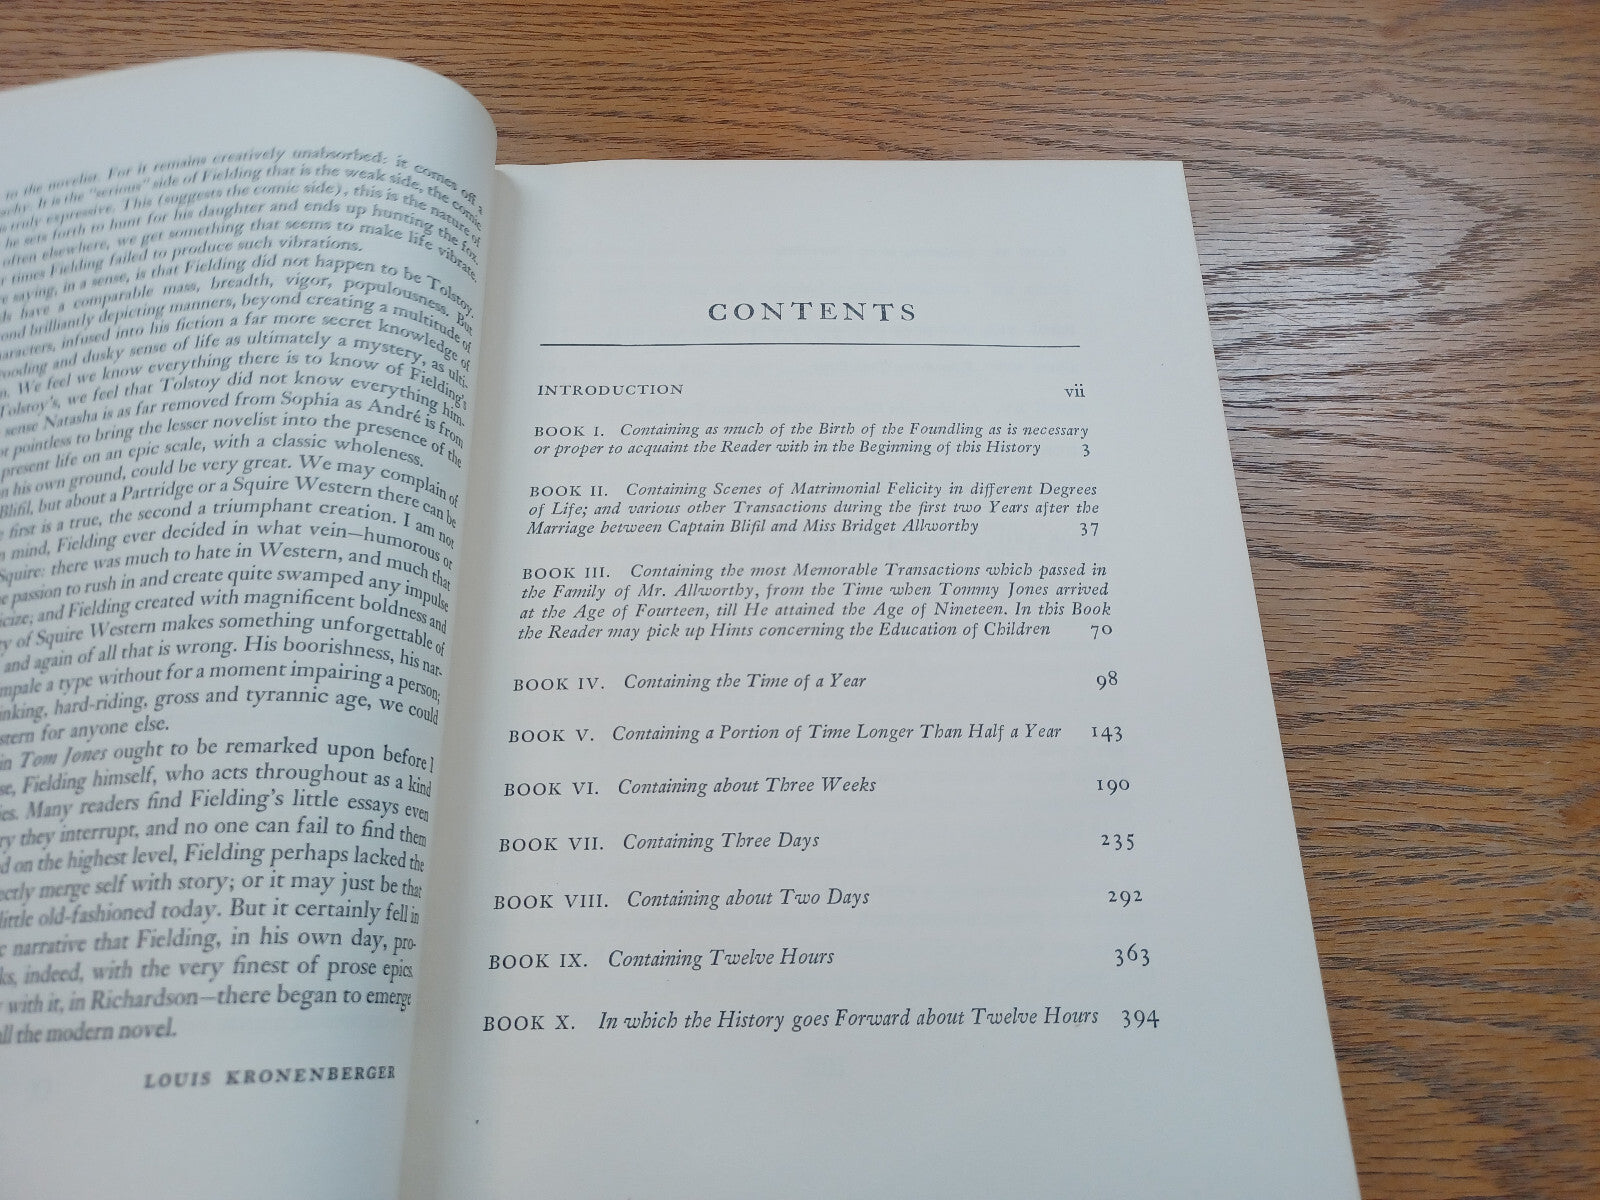 to the novelist. For it remains creatively unabsorbed: it comes off a
It is the "serious" side of Fielding that is the weak side, the comic
truly expressive. This (suggests the comic side), this is the nature of
he sets forth to hunt for his daughter and ends up hunting the fox.
often elsewhere, we get something that seems to make life vibrate.
times Fielding failed to produce such vibrations.
saying, in a sense, is that Fielding did not happen to be Tolstoy.
have a comparable mass, breadth, vigor, populousness. But
and brilliantly depicting manners, beyond creating a multitude of
infused into his fiction a far more secret knowledge of
and dusky sense of life as ultimately a mystery, as ulti-
We feel we know everything there is to know of Fielding's
Tolstoy's, we feel that Tolstoy did not know everything him-
sense Natasha is as far removed from Sophia as André is from
pointless to bring the lesser novelist into the presence of the
present life on an epic scale, with a classic wholeness.
on his own ground, could be very great. We may complain of
Blifil, but about a Partridge or a Squire Western there can be
first is a true, the second a triumphant creation. I am not
mind, Fielding ever decided in what vein—humorous or
Squire: there was much to hate in Western, and much that
passion to rush in and create quite swamped any impulse
and Fielding created with magnificent boldness and
of Squire Western makes something unforgettable of
and again of all that is wrong. His boorishness, his nar-
a type without for a moment impairing a person;
hard-riding, gross and tyrannic age, we could
for anyone else.
in Tom Jones ought to be remarked upon before I
Fielding himself, who acts throughout as a kind
Many readers find Fielding's little essays even
they interrupt, and no one can fail to find them
on the highest level, Fielding perhaps lacked the
merge self with story; or it may just be that
little old-fashioned today. But it certainly fell in
narrative that Fielding, in his own day, pro-
indeed, with the very finest of prose epics
with it, in Richardson—there began to emerge
all the modern novel.
LOUIS KRONENBERGER
CONTENTS
INTRODUCTION vii
BOOK I. Containing as much of the Birth of the Foundling as is necessary
or proper to acquaint the Reader with in the Beginning of this History 3
BOOK II. Containing Scenes of Matrimonial Felicity in different Degrees
of Life; and various other Transactions during the first two Years after the
Marriage between Captain Blifil and Miss Bridget Allworthy 37
BOOK III. Containing the most Memorable Transactions which passed in
the Family of Mr. Allworthy, from the Time when Tommy Jones arrived
at the Age of Fourteen, till He attained the Age of Nineteen. In this Book
the Reader may pick up Hints concerning the Education of Children 70
BOOK IV. Containing the Time of a Year 98
BOOK V. Containing a Portion of Time Longer Than Half a Year 143
BOOK VI. Containing about Three Weeks 190
BOOK VII. Containing Three Days 235
BOOK VIII. Containing about Two Days 292
BOOK IX. Containing Twelve Hours 363
BOOK X. In which the History goes Forward about Twelve Hours 394